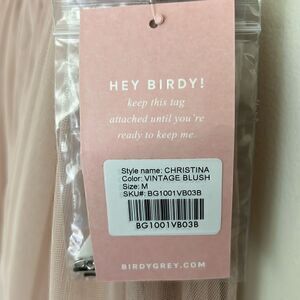 HEY BIRDY!
keep this tag
attached until you're
ready to keep me.
Style name: CHRISTINA
Color: VINTAGE BLUSH
Size: M
SKU#: BG1001VB03B
BG1001VB03B
BIRDYGREY.COM